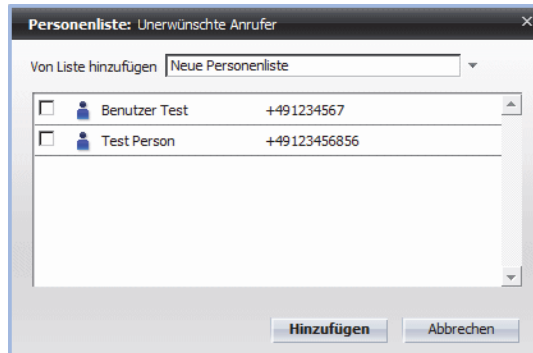 Personenliste: Unerwünschte Anrufer
Von Liste hinzufügen Neue Personenliste
Benutzer Test +491234567
Test Person +49123456856
Hinzufügen Abbrechen